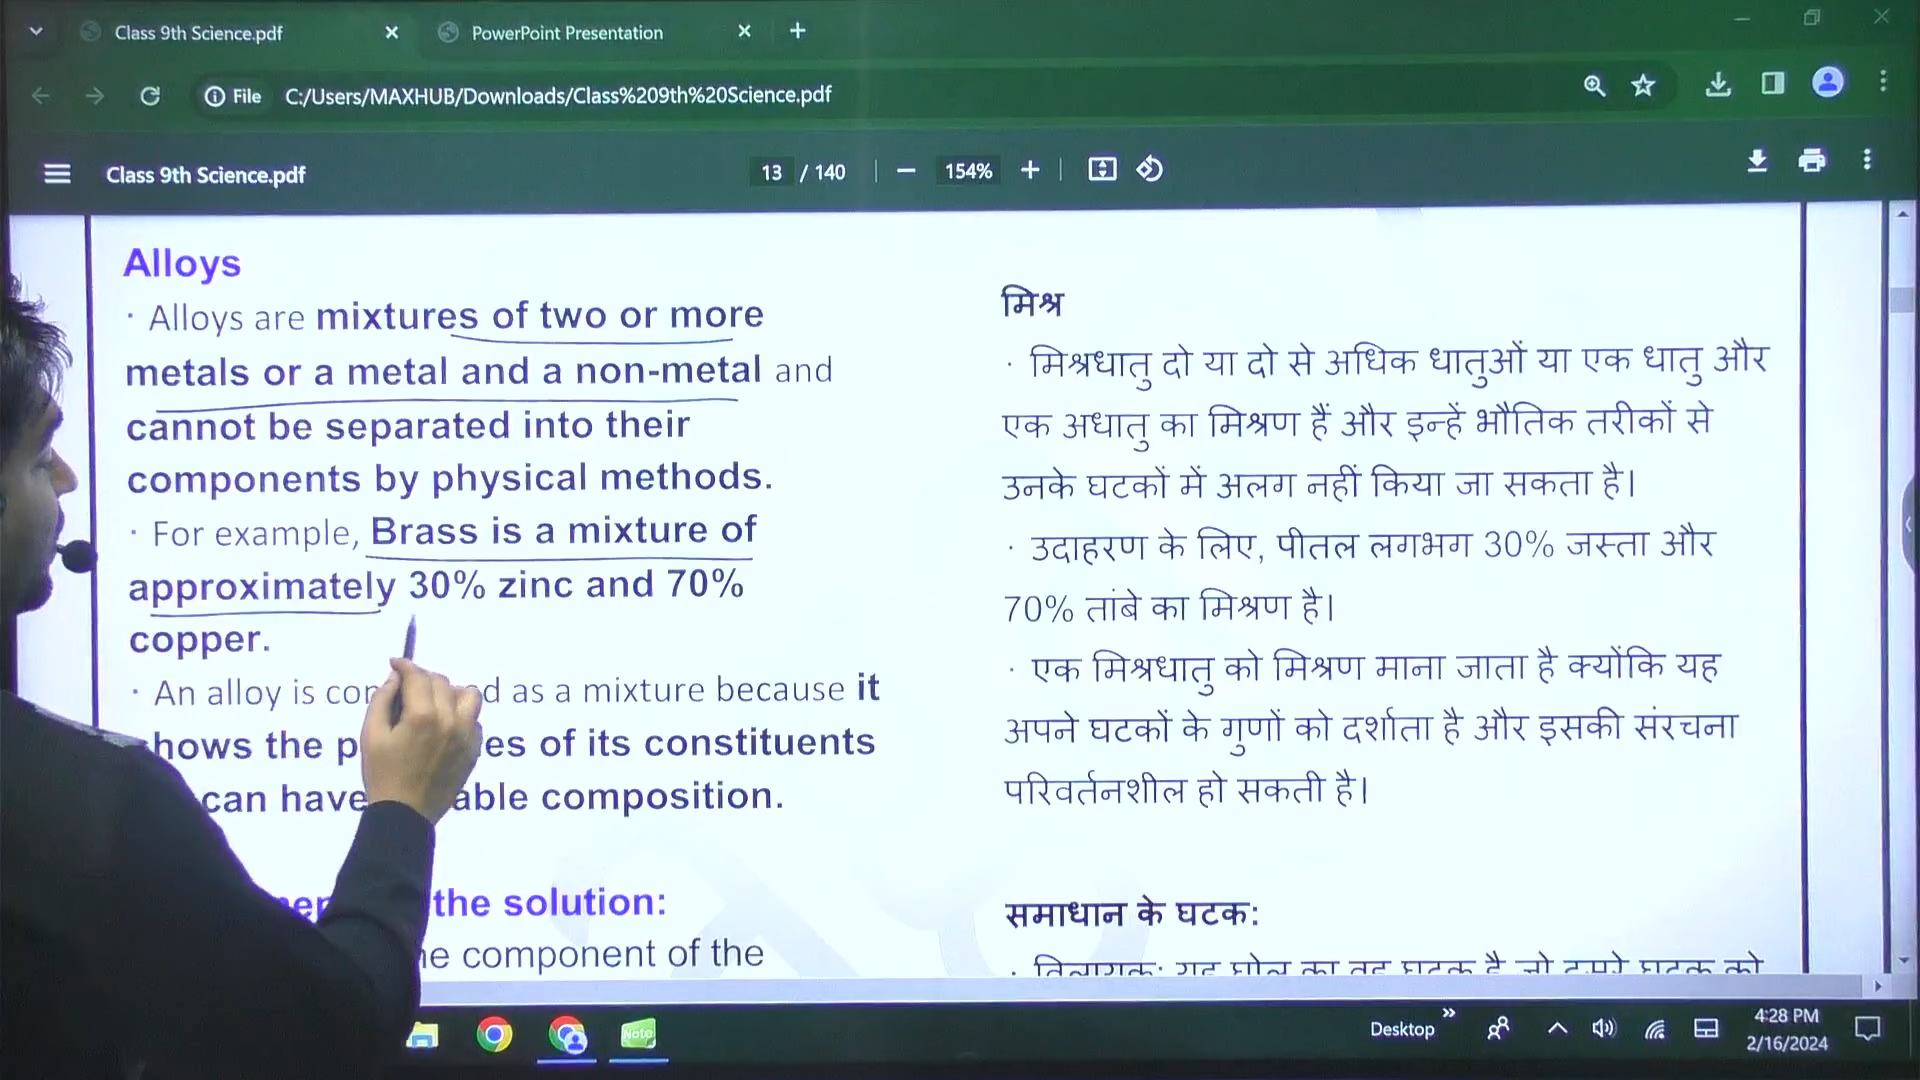 Class 9th Science.pdf
PowerPoint Presentation
File
C:/Users/MAXHUB/Downloads/Class%209th%20Science.pdf
Class 9th Science.pdf
13 / 140
154%
Alloys
· Alloys are mixtures of two or more
metals or a metal and a non-metal and
cannot be separated into their
components by physical methods.
· For example, Brass is a mixture of
approximately 30% zinc and 70%
copper.
· An alloy is as a mixture because it
the of its constituents
can have composition.
the solution:
component of the
मिश्र
· मिश्रधातु दो या दो से अधिक धातुओं या एक धातु और
एक अधातु का मिश्रण हैं और इन्हें भौतिक तरीकों से
उनके घटकों में अलग नहीं किया जा सकता है।
· उदाहरण के लिए, पीतल लगभग 30% जस्ता और
70% तांबे का मिश्रण है।
· एक मिश्रधातु को मिश्रण माना जाता है क्योंकि यह
अपने घटकों के गुणों को दर्शाता है और इसकी संरचना
परिवर्तनशील हो सकती है।
समाधान के घटक:
Note
Desktop
4:28 PM
2/16/2024